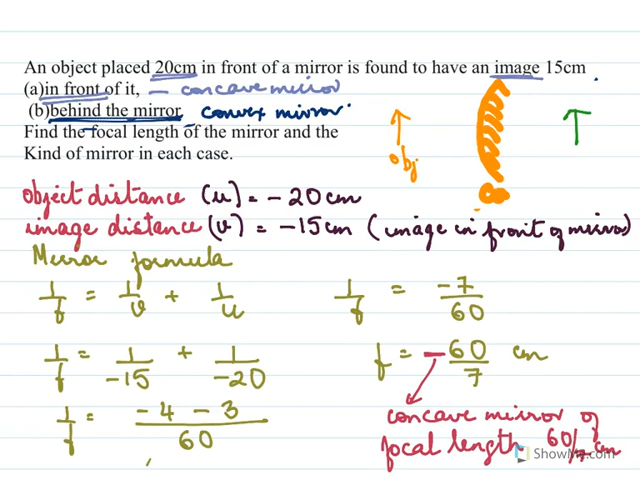 An object placed 20cm in front of a mirror is found to have an image 15cm
(a)in front of it, – concave mirror
(b)behind the mirror. convex mirror.
Find the focal length of the mirror and the
Kind of mirror in each case.
obj
object distance (u) = – 20 cm
image distance (v) = – 15 cm (image in front of mirror)
Mirror formula
1/f = 1/v + 1/u
1/f = 1/-15 + 1/-20
1/f = -4 - 3/60
1/f = -7/60
f = -60/7 cm
concave mirror of
focal length 60/7 cm
ShowMe.com